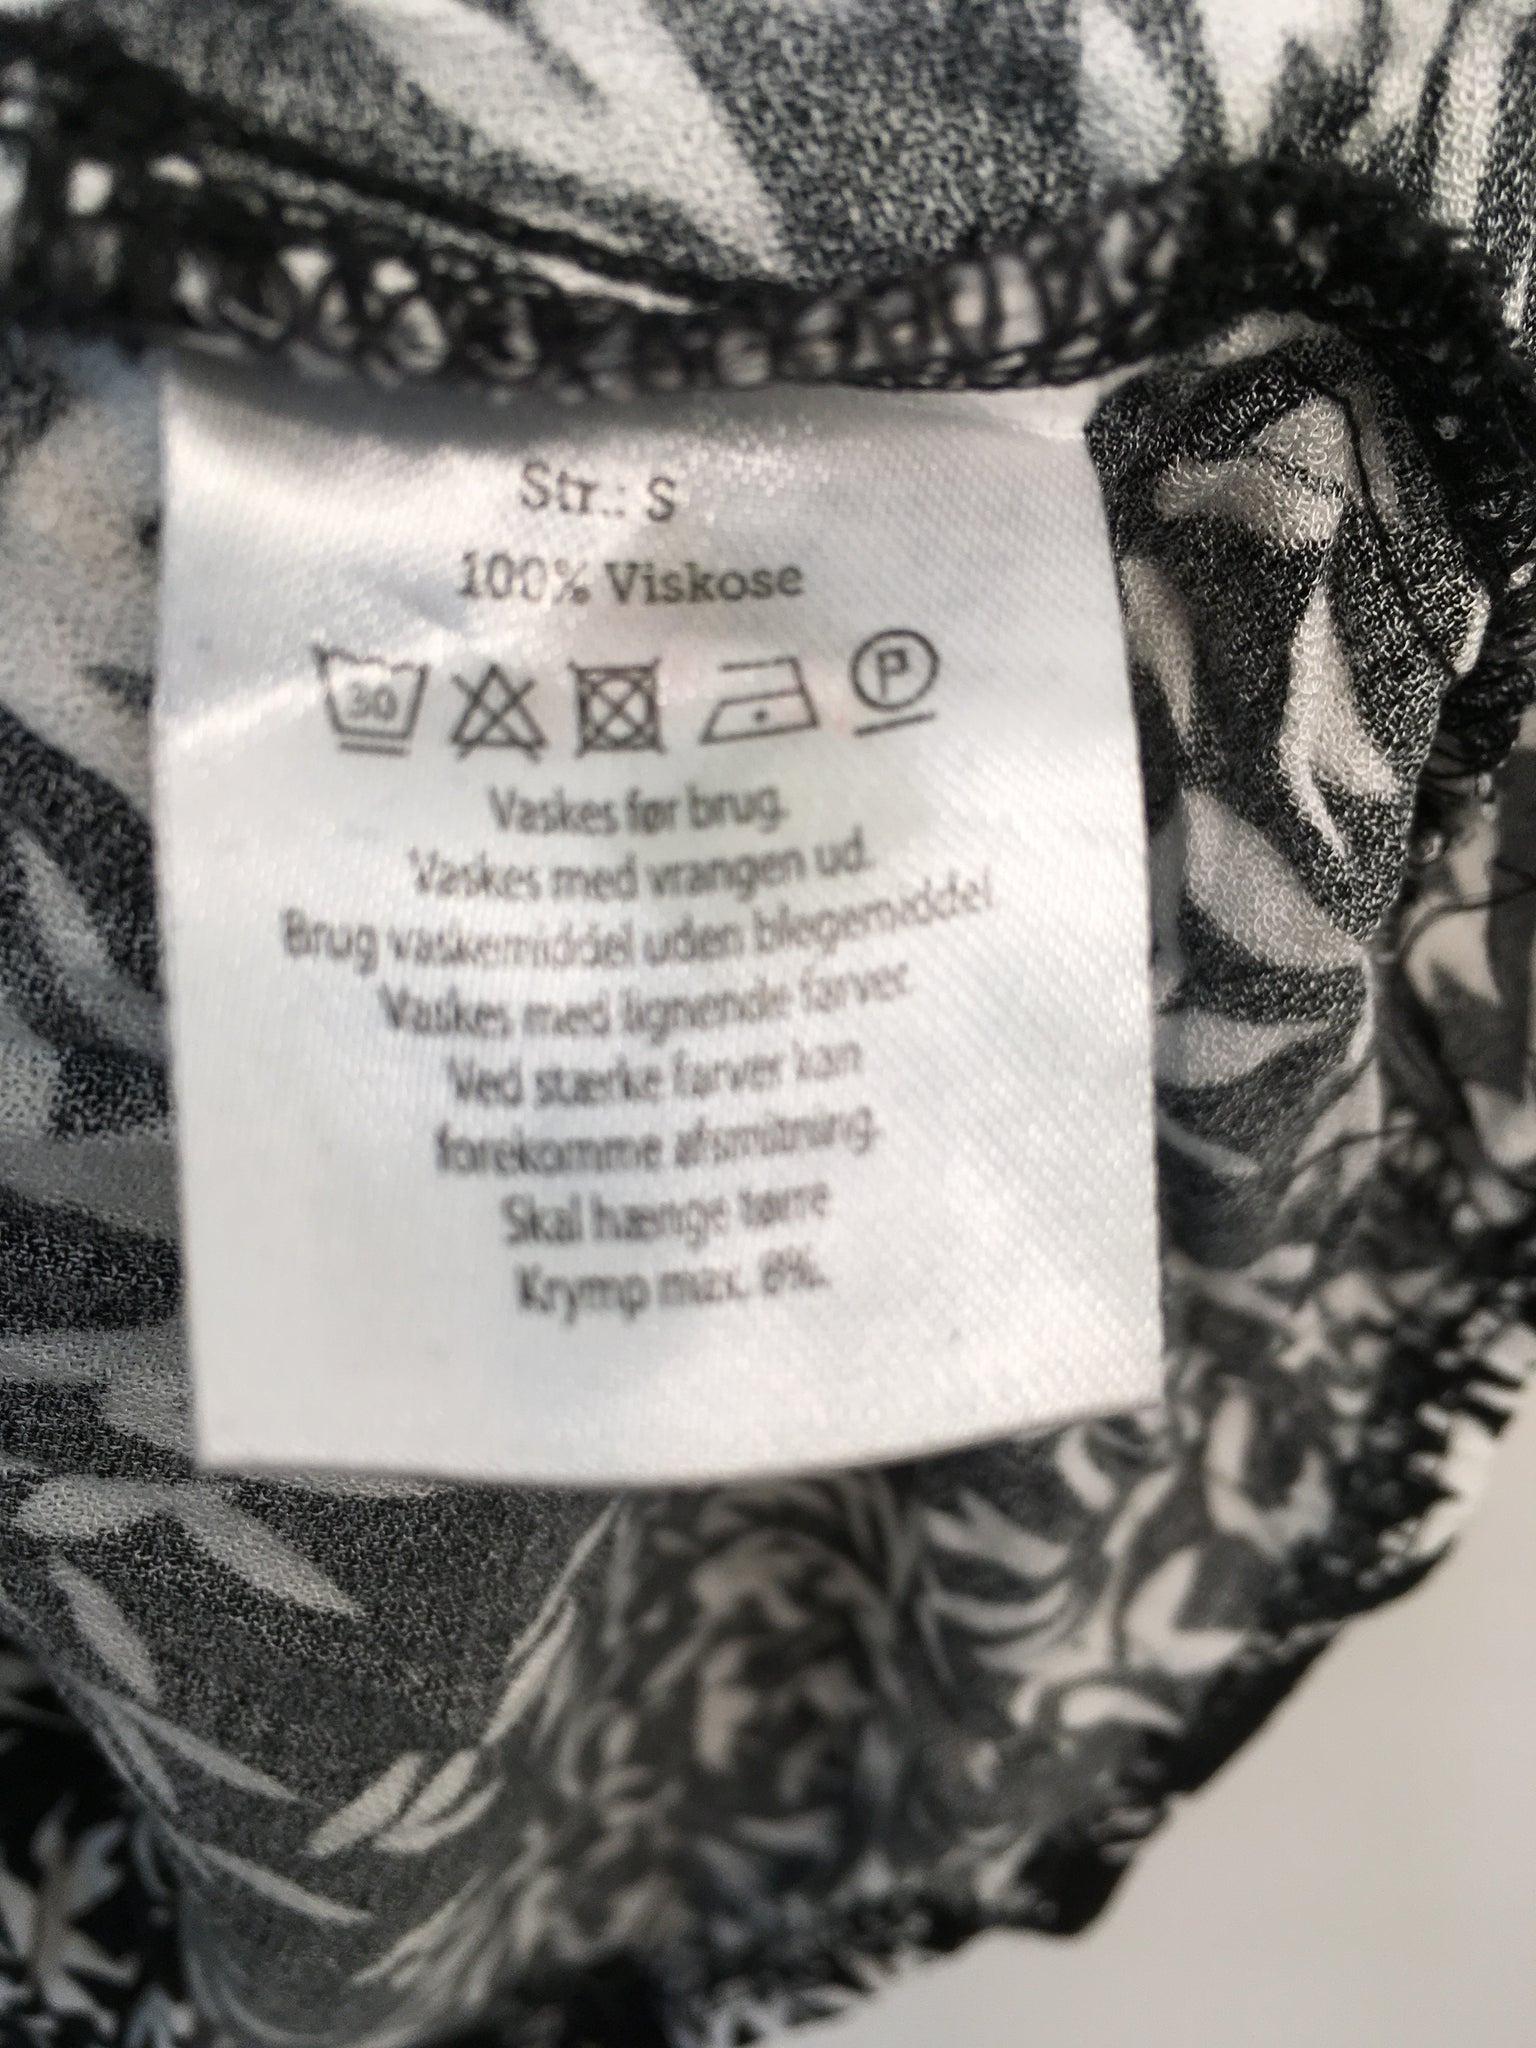 Str.: S
100% Viskose
30
P
Vaskes før brug.
Vaskes med vrangen ud.
Brug vaskemiddel uden blegemiddel
Vaskes med lignende farver
Ved stærke farver kan
forekomme afsmitning.
Skal hænge tørre
Krymp max. 8%.